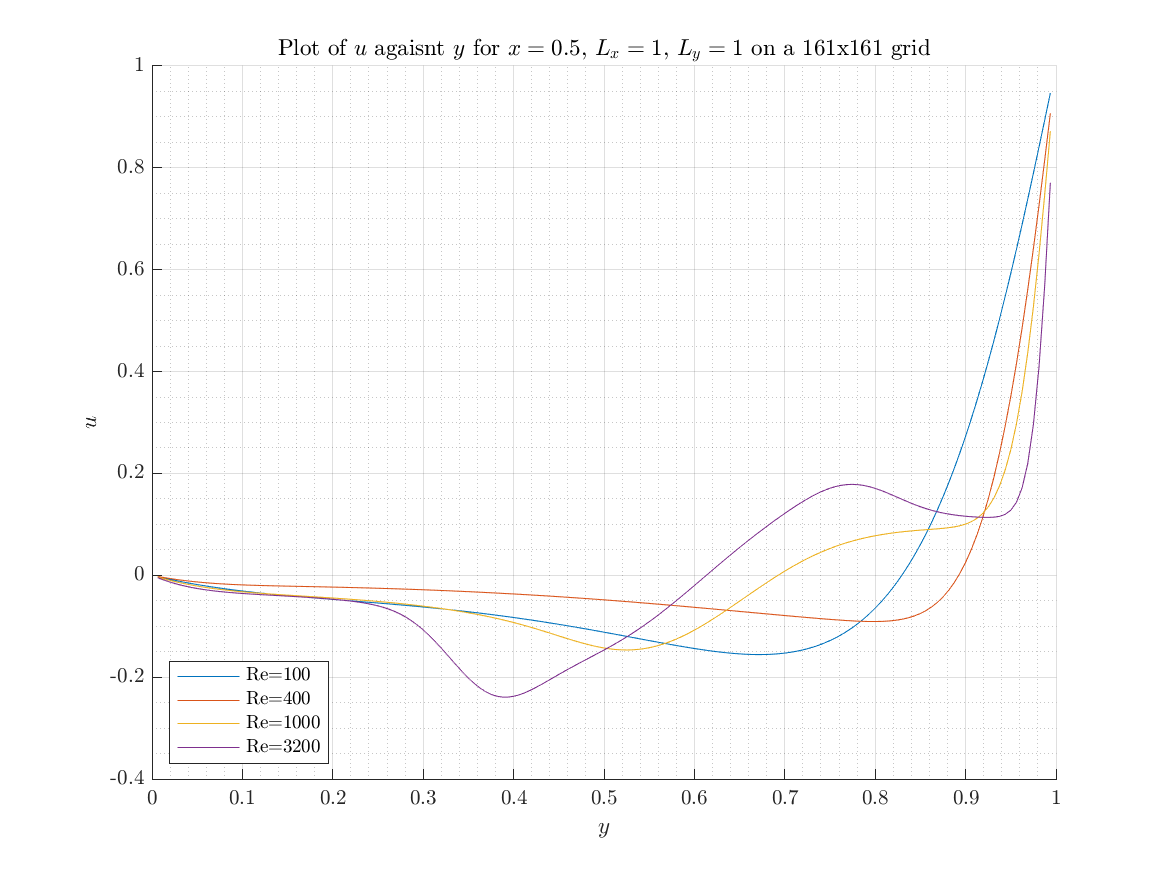 Plot of u agaisnt y for x = 0.5, Lx = 1, Ly = 1 on a 161x161 grid
1
0.8
0.6
0.4
0.2
0
-0.2
-0.4
u
Re=100
Re=400
Re=1000
Re=3200
0 0.1 0.2 0.3 0.4 0.5 0.6 0.7 0.8 0.9 1
y